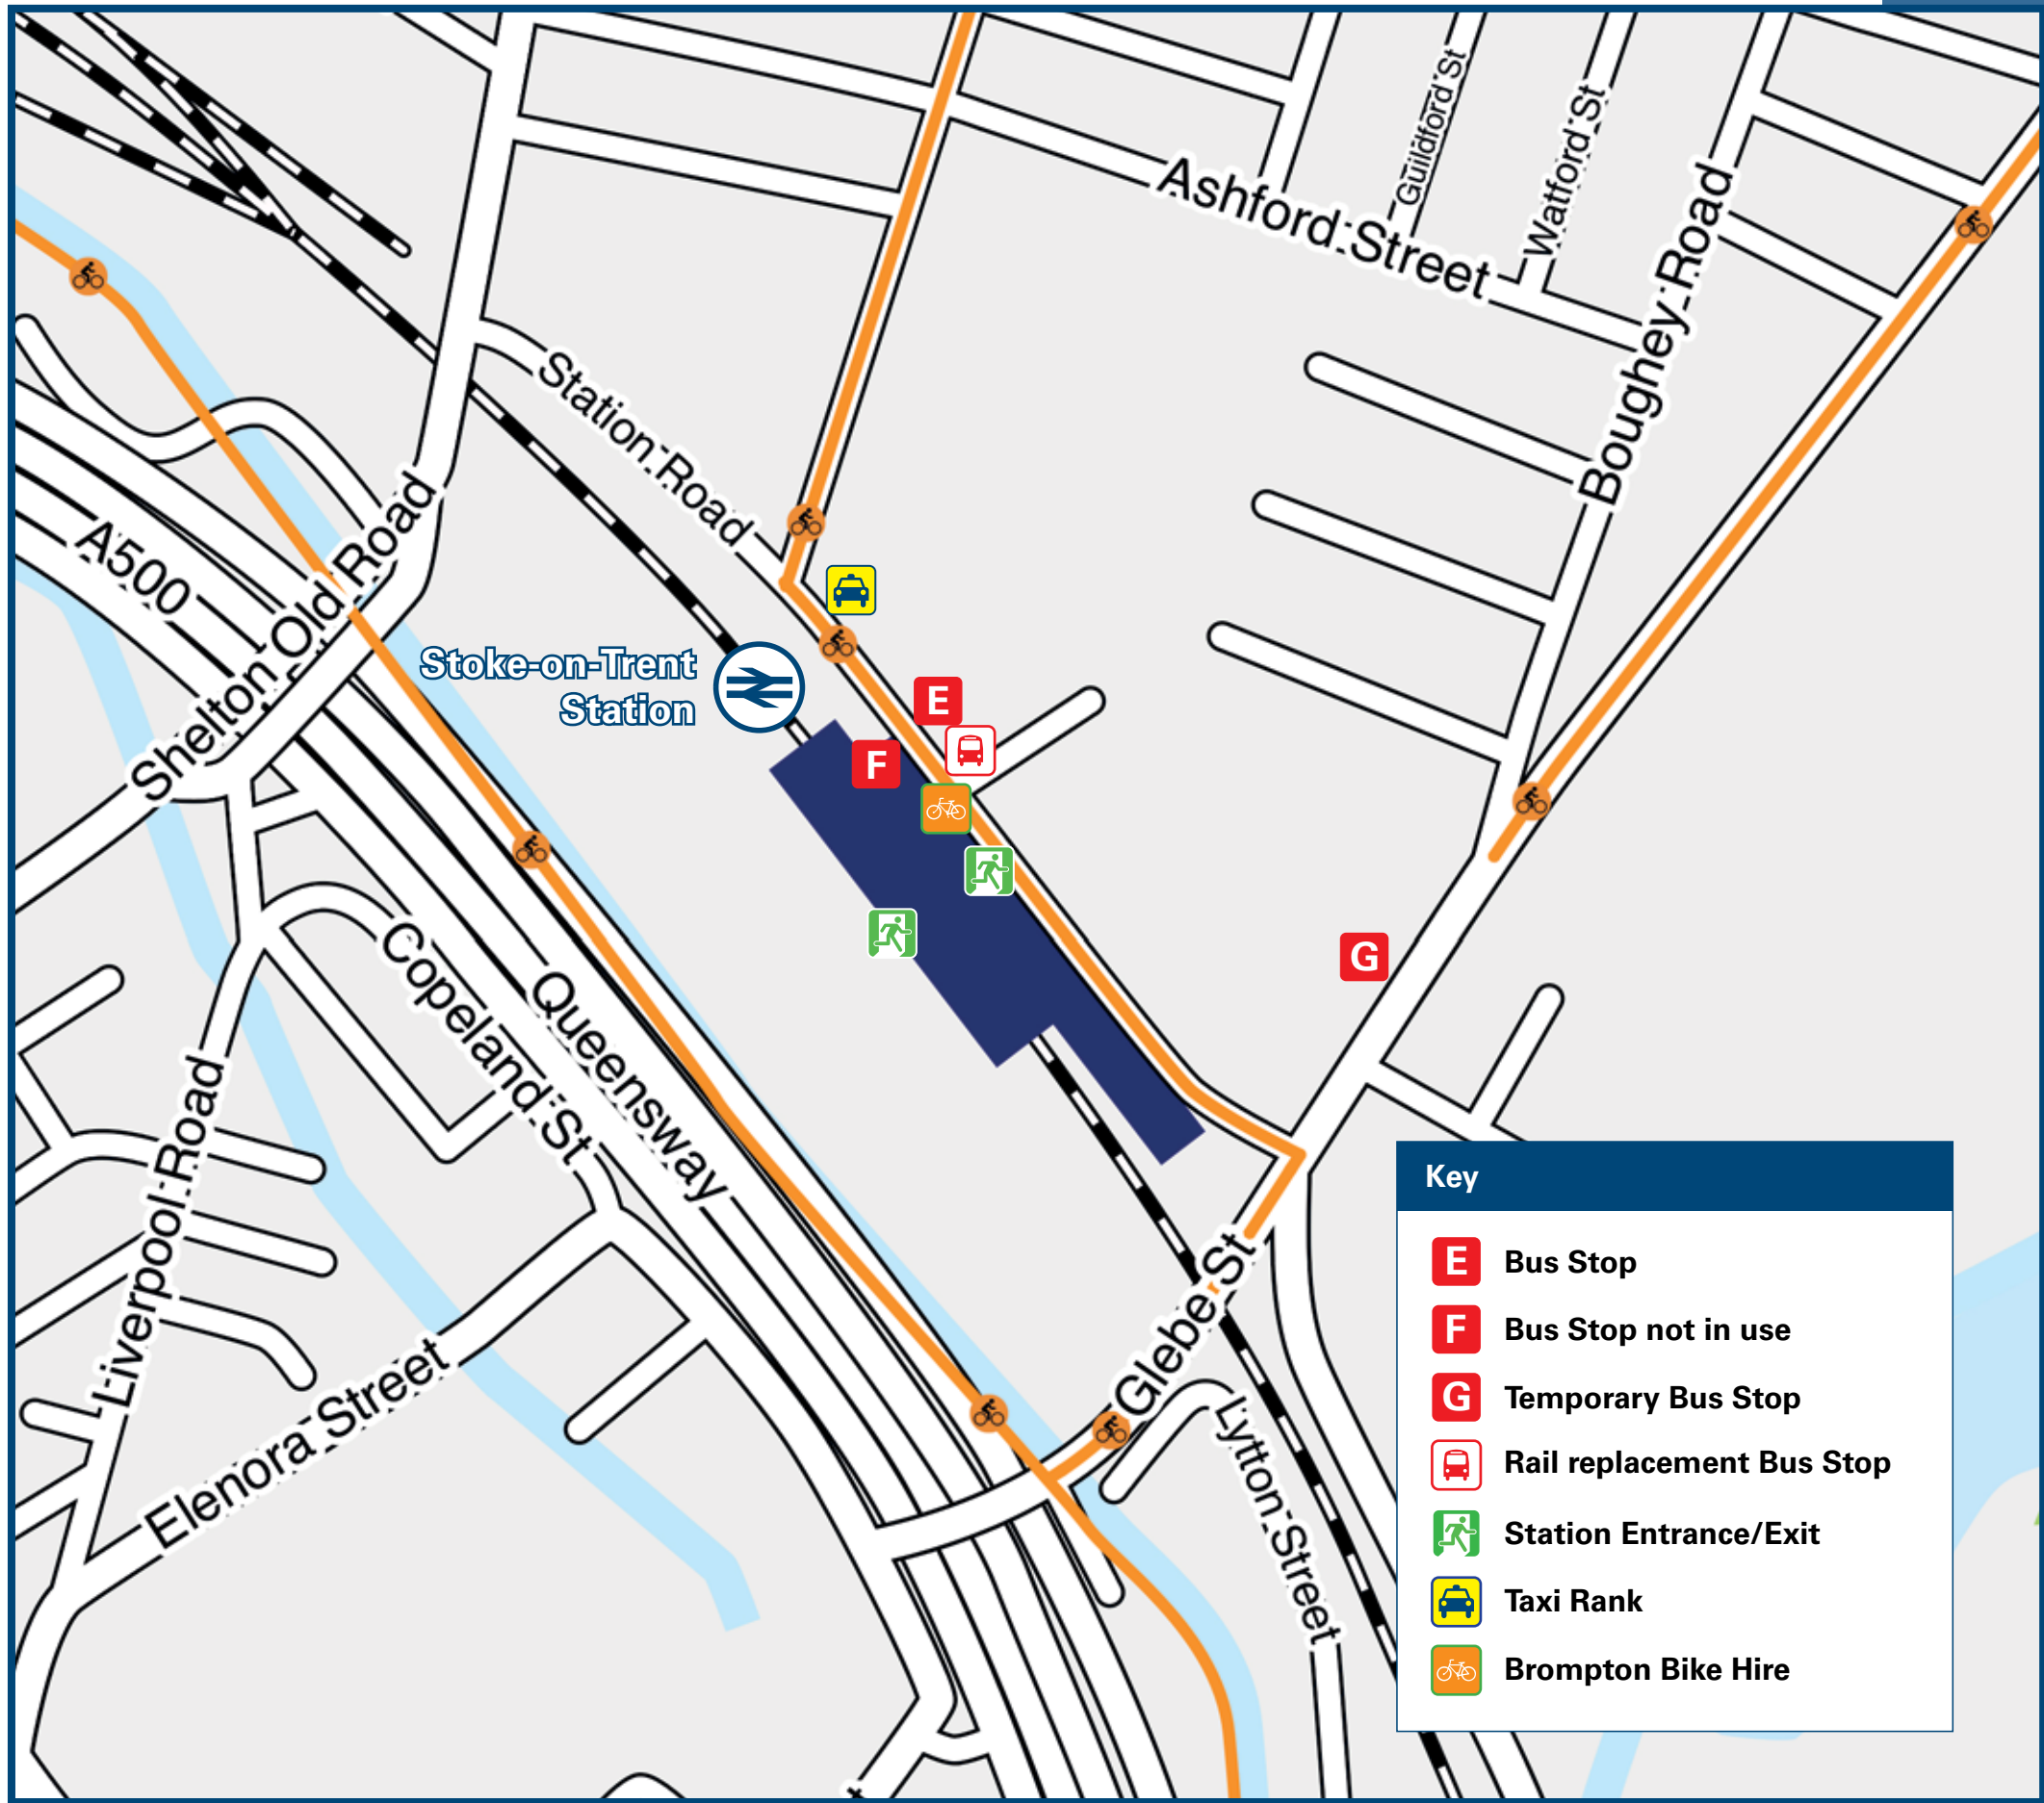 Guildford St
Watford St
Ashford Street
Boughey Road
Station Road
Shelton Old Road
A500
Stoke-on-Trent
Station
E
F
G
Copeland St
Queensway
Liverpool Road
Elenora Street
Glebe St
Lytton Street
Key
E Bus Stop
F Bus Stop not in use
G Temporary Bus Stop
Rail replacement Bus Stop
Station Entrance/Exit
Taxi Rank
Brompton Bike Hire